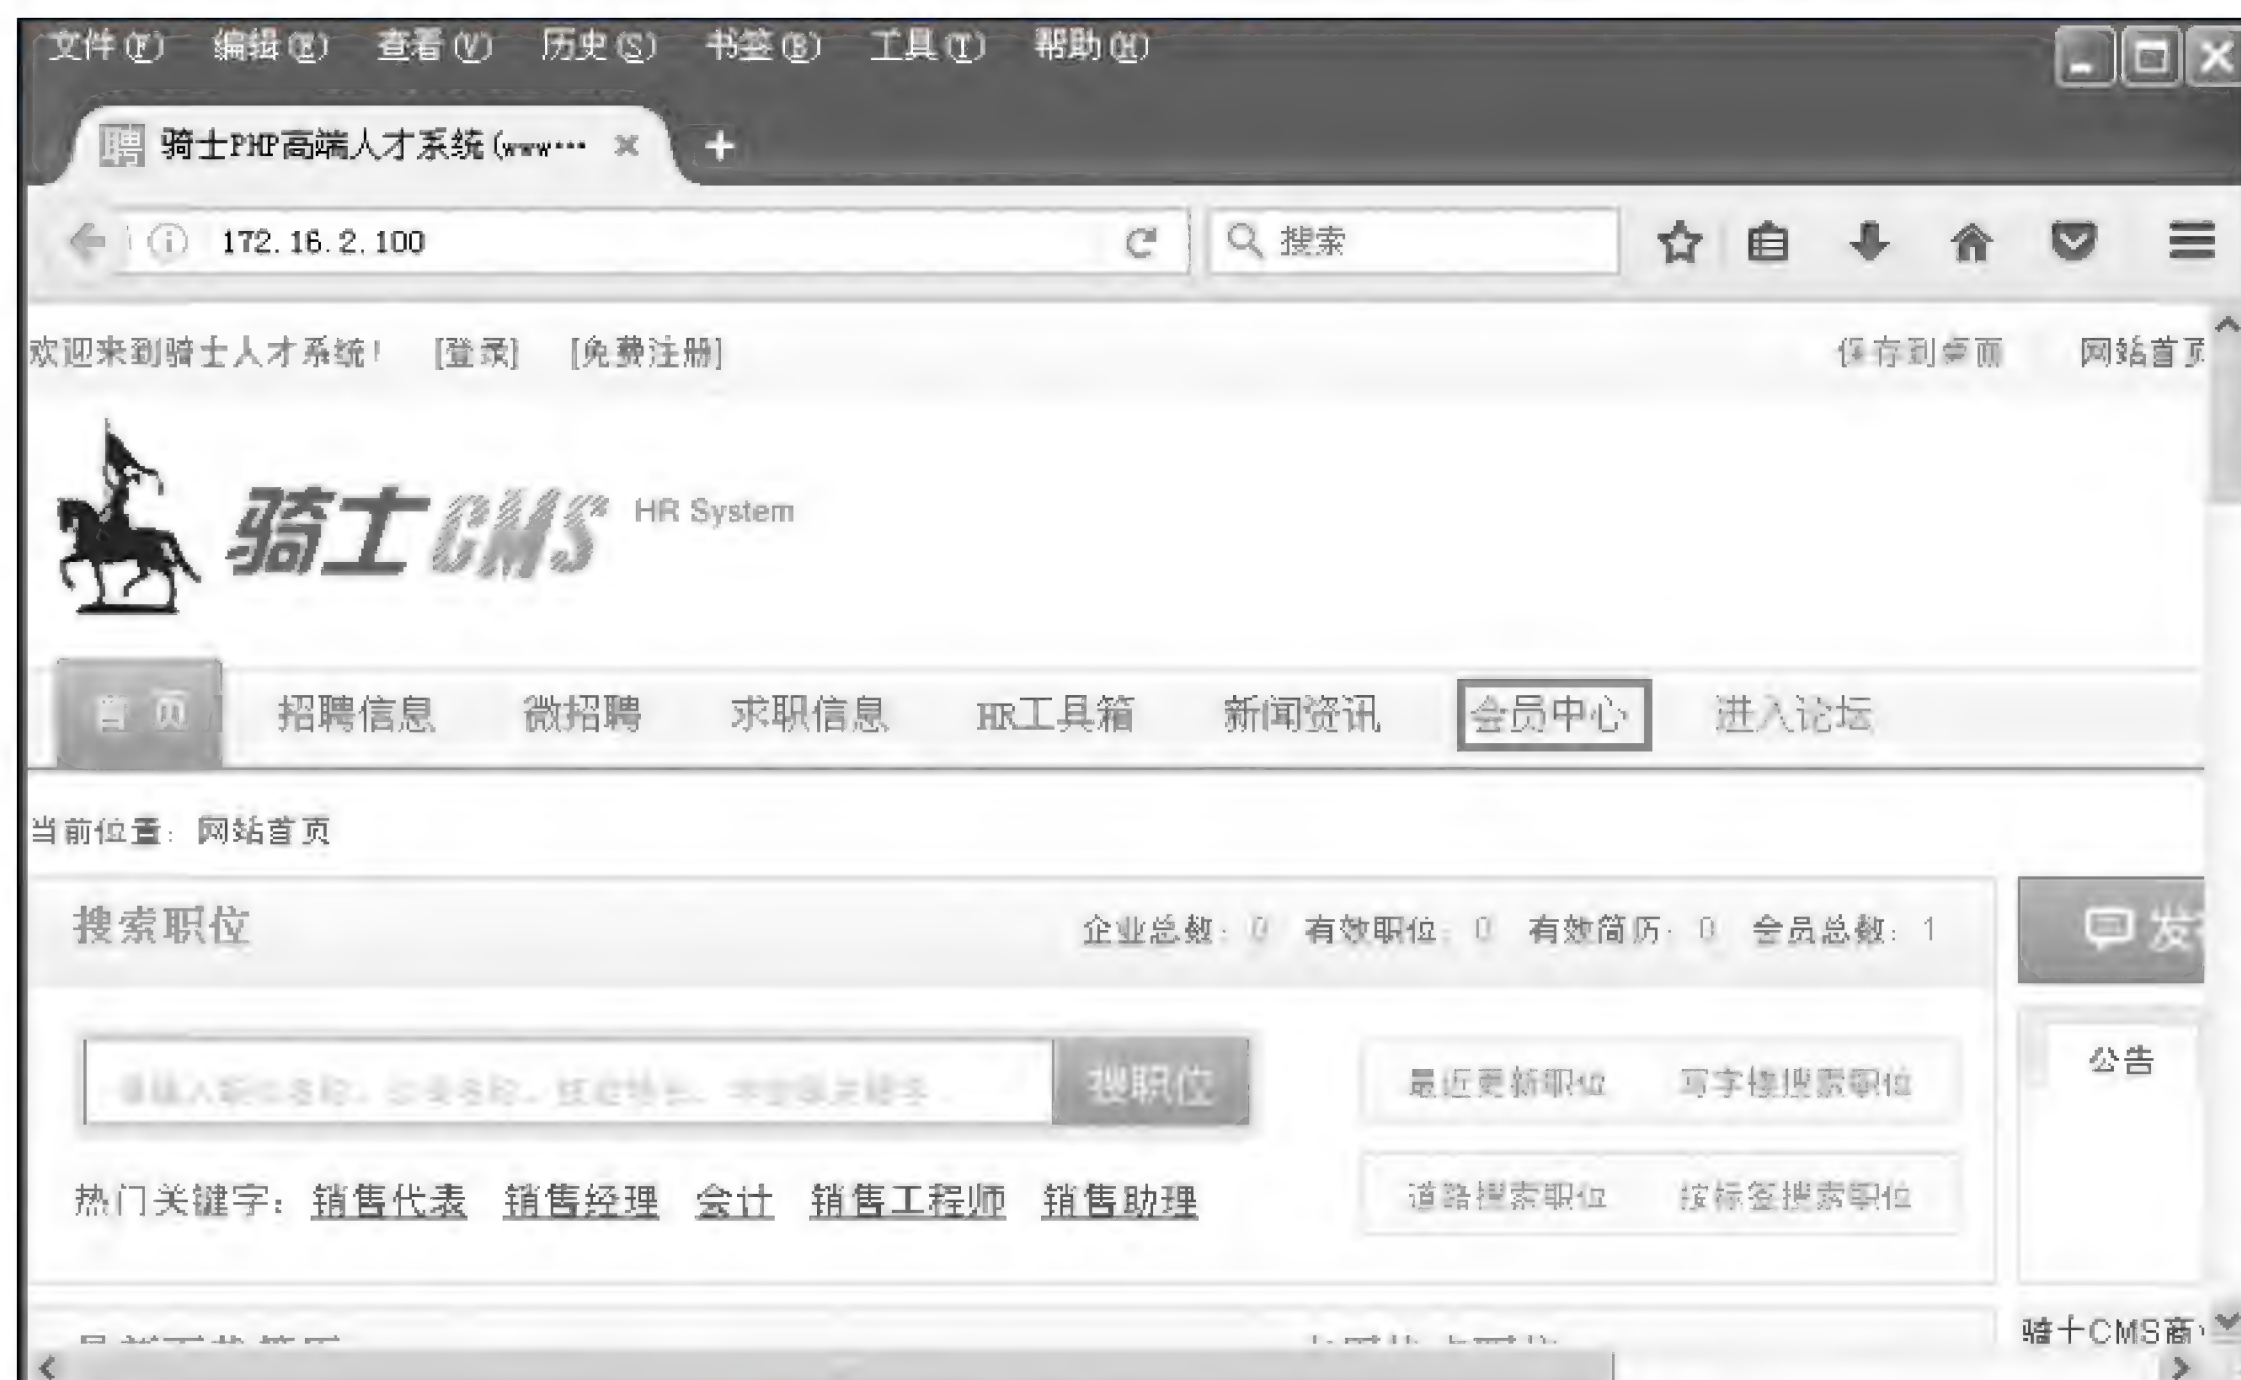 文件(F) 编辑(E) 查看(V) 历史(S) 书签(B) 工具(T) 帮助(H)
聘 骑士PHP高端人才系统(www…
172.16.2.100 搜索
欢迎来到骑士人才系统! [登录] [免费注册] 保存到桌面 网站首页
骑士CMS HR System
首页 招聘信息 微招聘 求职信息 HR工具箱 新闻资讯 会员中心 进入论坛
当前位置: 网站首页
搜索职位 企业总数: 0 有效职位: 0 有效简历: 0 会员总数: 1 发
搜职位 最近更新职位 写字楼搜索职位 公告
热门关键字: 销售代表 销售经理 会计 销售工程师 销售助理 道路搜索职位 按标签搜索职位
骑士CMS商